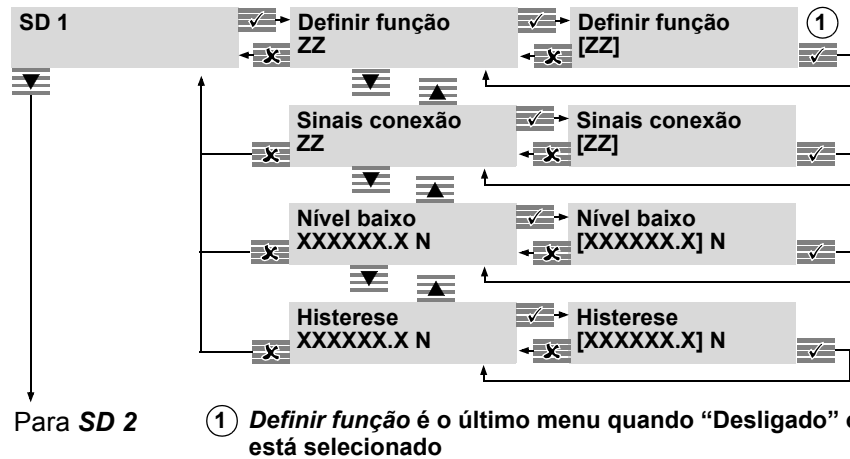 SD 1
Definir função
ZZ
Definir função
[ZZ]
1
Sinais conexão
ZZ
Sinais conexão
[ZZ]
Nível baixo
XXXXXX.X N
Nível baixo
[XXXXXX.X] N
Histerese
XXXXXX.X N
Histerese
[XXXXXX.X] N
Para SD 2
1 Definir função é o último menu quando “Desligado”
está selecionado